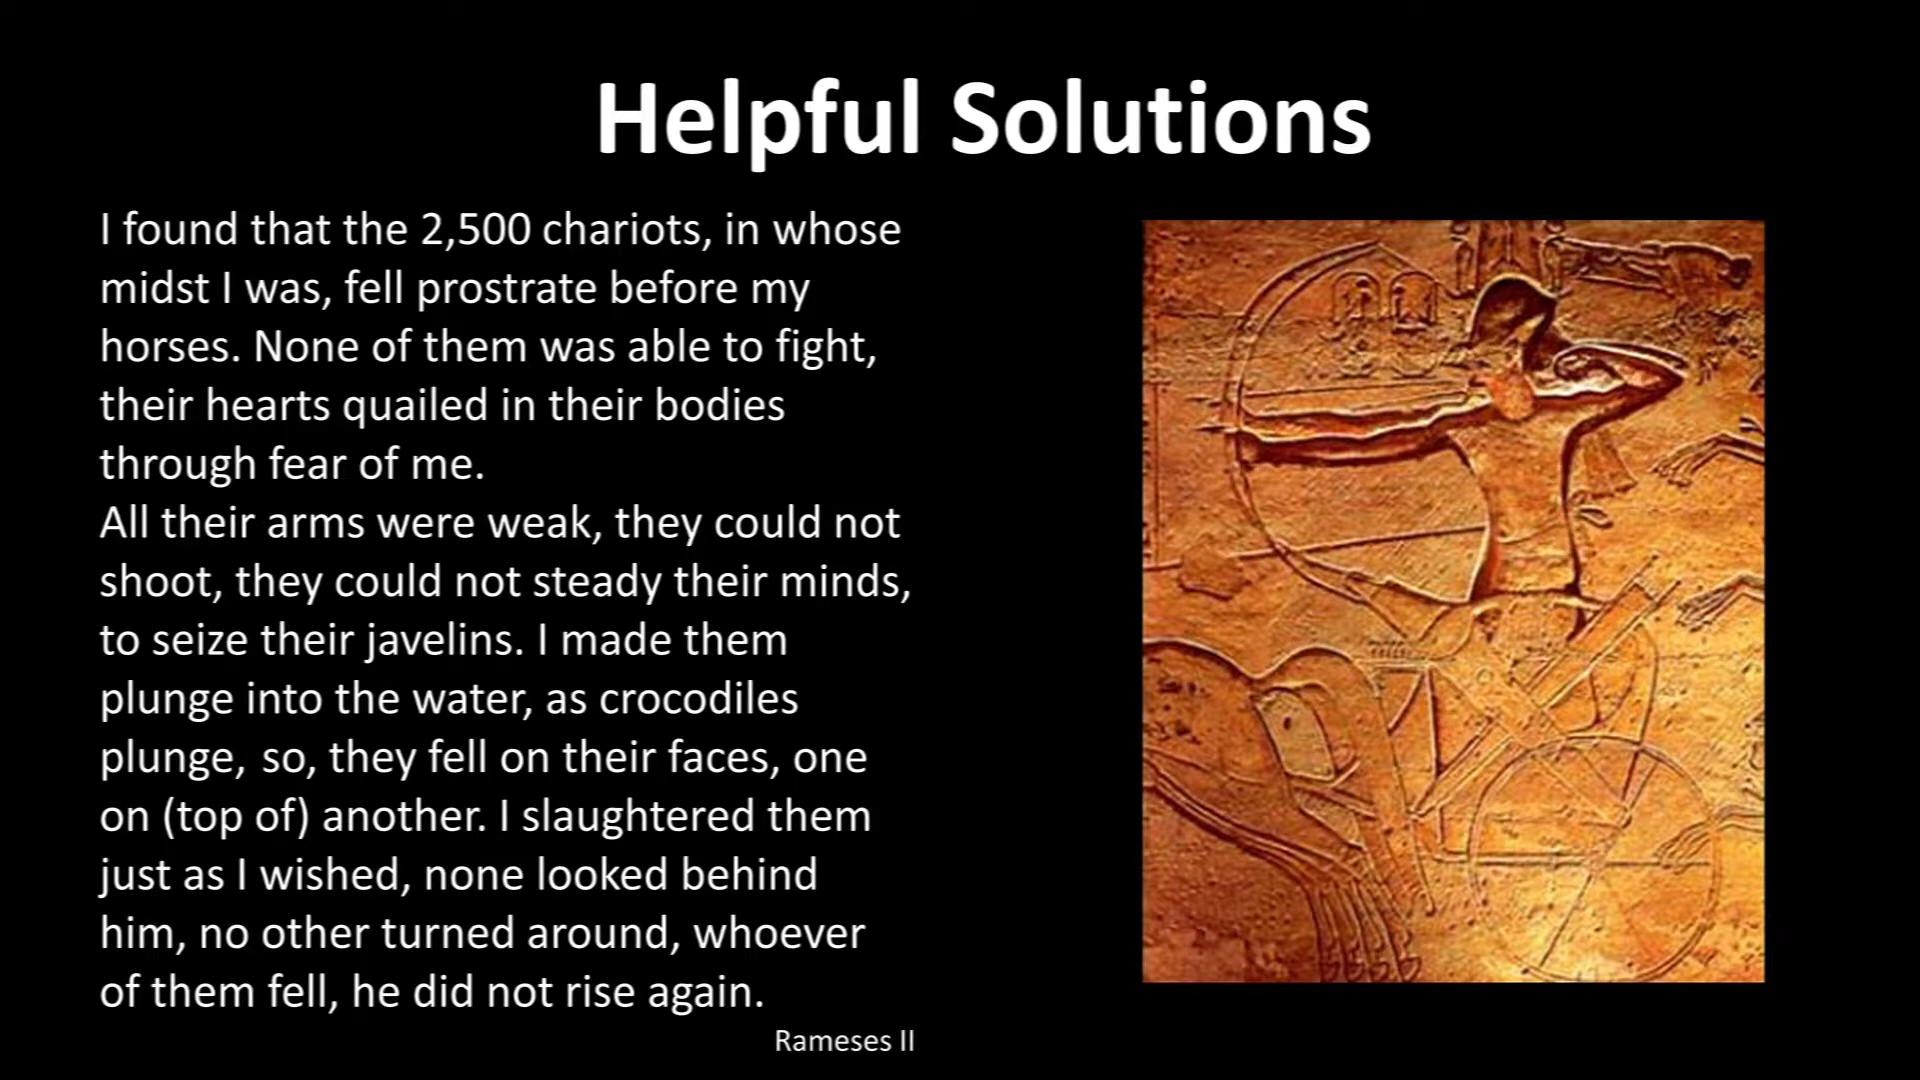 Helpful Solutions
I found that the 2,500 chariots, in whose
midst I was, fell prostrate before my
horses. None of them was able to fight,
their hearts quailed in their bodies
through fear of me.
All their arms were weak, they could not
shoot, they could not steady their minds,
to seize their javelins. I made them
plunge into the water, as crocodiles
plunge, so, they fell on their faces, one
on (top of) another. I slaughtered them
just as I wished, none looked behind
him, no other turned around, whoever
of them fell, he did not rise again.
Rameses II